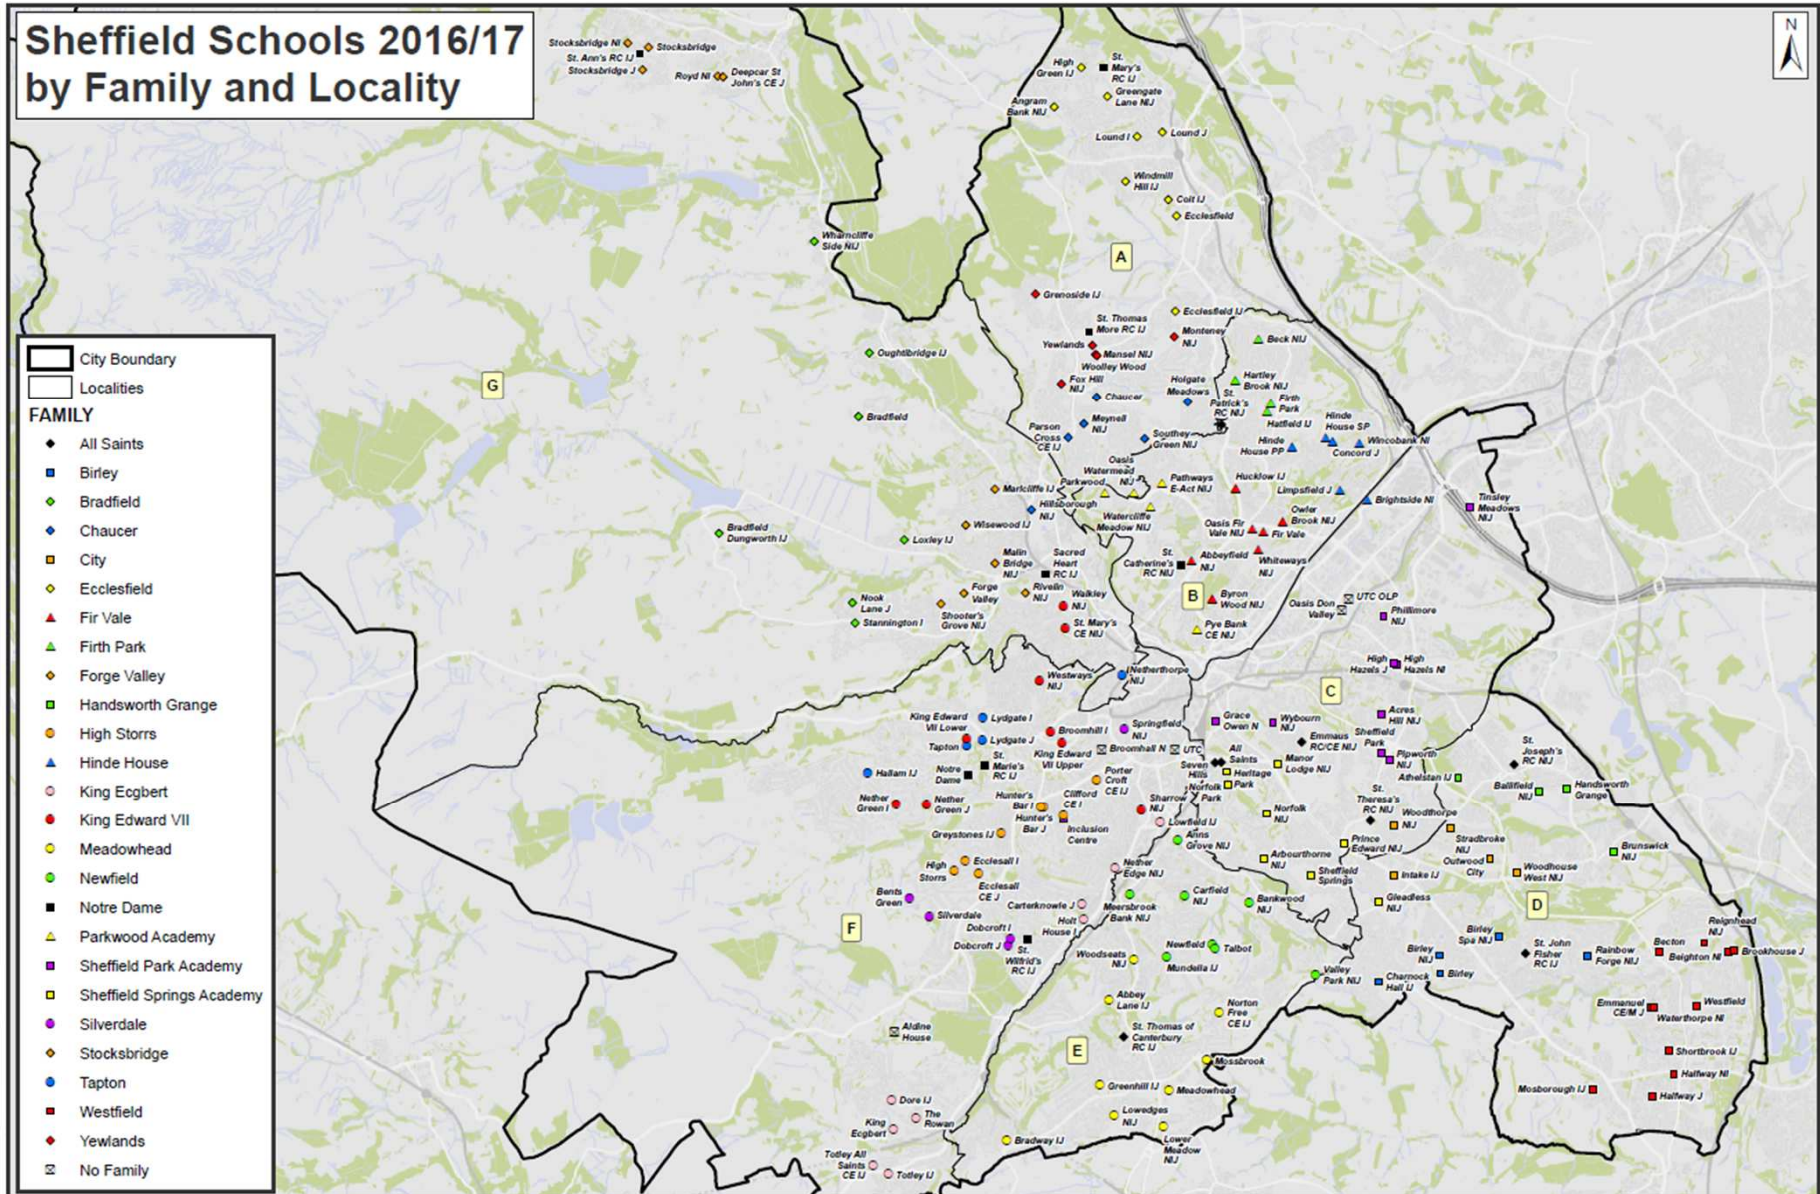 Sheffield Schools 2016/17
by Family and Locality
N
City Boundary
Localities
FAMILY
All Saints
Birley
Bradfield
Chaucer
City
Ecclesfield
Fir Vale
Firth Park
Forge Valley
Handsworth Grange
High Storrs
Hinde House
King Ecgbert
King Edward VII
Meadowhead
Newfield
Notre Dame
Parkwood Academy
Sheffield Park Academy
Sheffield Springs Academy
Silverdale
Stocksbridge
Tapton
Westfield
Yewlands
No Family
Stocksbridge NI
Stocksbridge
St. Ann's RC IJ
Stocksbridge J
Royd NI
Deepcar St
John's CE J
High
Green IJ
St.
Mary's
RC IJ
Greengate
Lane NIJ
Angram
Bank NIJ
Lound I
Lound J
Windmill
Hill IJ
Coit IJ
Ecclesfield
Wharncliffe
Side NIJ
A
Grenoside IJ
Ecclesfield IJ
St. Thomas
More RC IJ
Monteney
NIJ
Yewlands
Mansel NIJ
Woolley Wood
Beck NIJ
Oughtibridge IJ
G
Fox Hill
NIJ
Holgate
Meadows
Hartley
Brook NIJ
Chaucer
St.
Patrick's
RC NIJ
Firth
Park
Hatfield IJ
Bradfield
Meynell
NIJ
Parson
Cross
CE IJ
Southey
Green NIJ
Hinde
House SP
Hinde
House PP
Wincobank NI
Concord J
Oasis
Watermead
NIJ
Parkwood
Pathways
E-Act NIJ
Hucklow IJ
Limpsfield J
Brightside NI
Tinsley
Meadows
NIJ
Marlcliffe IJ
Hillsborough
NIJ
Watercliffe
Meadow NIJ
Wisewood IJ
Oasis Fir
Vale NIJ
Owler
Brook NIJ
Fir Vale
Bradfield
Dungworth IJ
Loxley IJ
Malin
Bridge
NIJ
Sacred
Heart
RC IJ
St.
Catherine's
RC NIJ
Abbeyfield
NIJ
Whiteways
NIJ
Forge
Valley
Rivelin
NIJ
Walkley
NIJ
B
Byron
Wood NIJ
UTC OLP
Oasis Don
Valley
Phillimore
NIJ
Nook
Lane J
Stannington I
Shooter's
Grove NIJ
St. Mary's
CE NIJ
Pye Bank
CE NIJ
High
Hazels J
High
Hazels NI
Westways
NIJ
Netherthorpe
NIJ
C
King Edward
VII Lower
Lydgate I
Tapton
Lydgate J
Broomhill I
Springfield
NIJ
Grace
Owen N
Wybourn
NIJ
Acres
Hill NIJ
King Edward
VII Upper
Broomhall N
UTC
All
Saints
Emmaus
RC/CE NIJ
Sheffield
Park
Pipworth
NIJ
St.
Joseph's
RC NIJ
Notre
Dame
St.
Marie's
RC IJ
Hallam IJ
Porter
Croft
CE IJ
Seven
Hills
Heritage
Park
Manor
Lodge NIJ
Athelstan IJ
Norfolk
Park
Ballifield
NIJ
Handsworth
Grange
Nether
Green I
Nether
Green J
Hunter's
Bar I
Clifford
CE I
Sharrow
NIJ
Norfolk
NIJ
St.
Theresa's
RC NIJ
Woodthorpe
NIJ
Hunter's
Bar J
Inclusion
Centre
Lowfield IJ
Greystones IJ
Anns
Grove NIJ
Prince
Edward NIJ
Stradbroke
NIJ
Brunswick
NIJ
High
Storrs
Ecclesall I
Ecclesall
CE J
Nether
Edge NIJ
Arbourthorne
NIJ
Sheffield
Springs
Intake IJ
Outwood
City
Woodhouse
West NIJ
Bents
Green
Silverdale
Carterknowle J
Holt
House I
Meersbrook
Bank NIJ
Carfield
NIJ
Bankwood
NIJ
Gleadless
NIJ
D
F
Dobcroft I
Dobcroft J
St.
Wilfrid's
RC IJ
Woodseats
NIJ
Newfield
Talbot
Mundella IJ
Birley
Spa NIJ
Birley
NIJ
Birley
St. John
Fisher
RC IJ
Rainbow
Forge NIJ
Reignhead
NIJ
Becton
Beighton NI
Brookhouse J
Valley
Park NIJ
Charnock
Hall IJ
Abbey
Lane IJ
Norton
Free
CE IJ
Emmanuel
CE/M J
Westfield
Waterthorpe NI
Aldine
House
St. Thomas of
Canterbury
RC IJ
E
Mossbrook
Shortbrook IJ
Halfway NI
Greenhill IJ
Meadowhead
Mosborough IJ
Halfway J
Dore IJ
The
Rowan
King
Ecgbert
Lowedges
NIJ
Lower
Meadow
NIJ
Bradway IJ
Totley All
Saints
CE IJ
Totley IJ